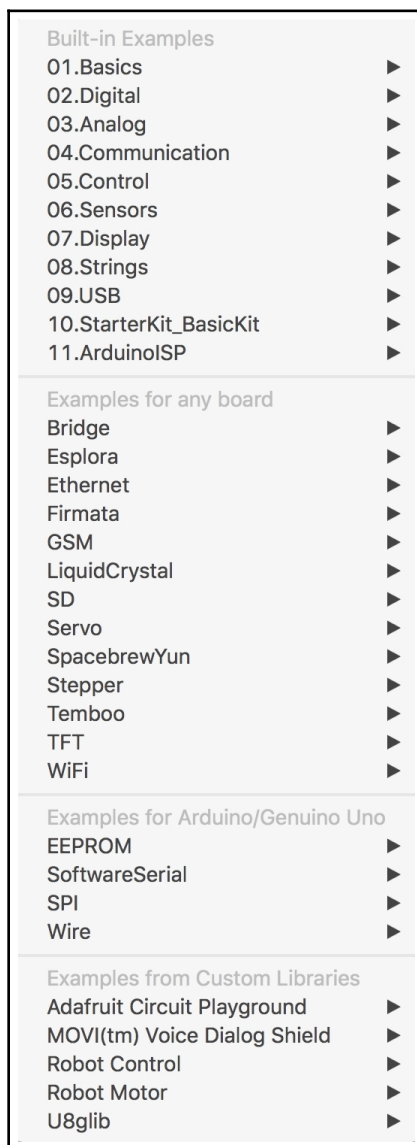 Built-in Examples
01.Basics
02.Digital
03.Analog
04.Communication
05.Control
06.Sensors
07.Display
08.Strings
09.USB
10.StarterKit_BasicKit
11.ArduinoISP
Examples for any board
Bridge
Esplora
Ethernet
Firmata
GSM
LiquidCrystal
SD
Servo
SpacebrewYun
Stepper
Temboo
TFT
WiFi
Examples for Arduino/Genuino Uno
EEPROM
SoftwareSerial
SPI
Wire
Examples from Custom Libraries
Adafruit Circuit Playground
MOVI(tm) Voice Dialog Shield
Robot Control
Robot Motor
U8glib